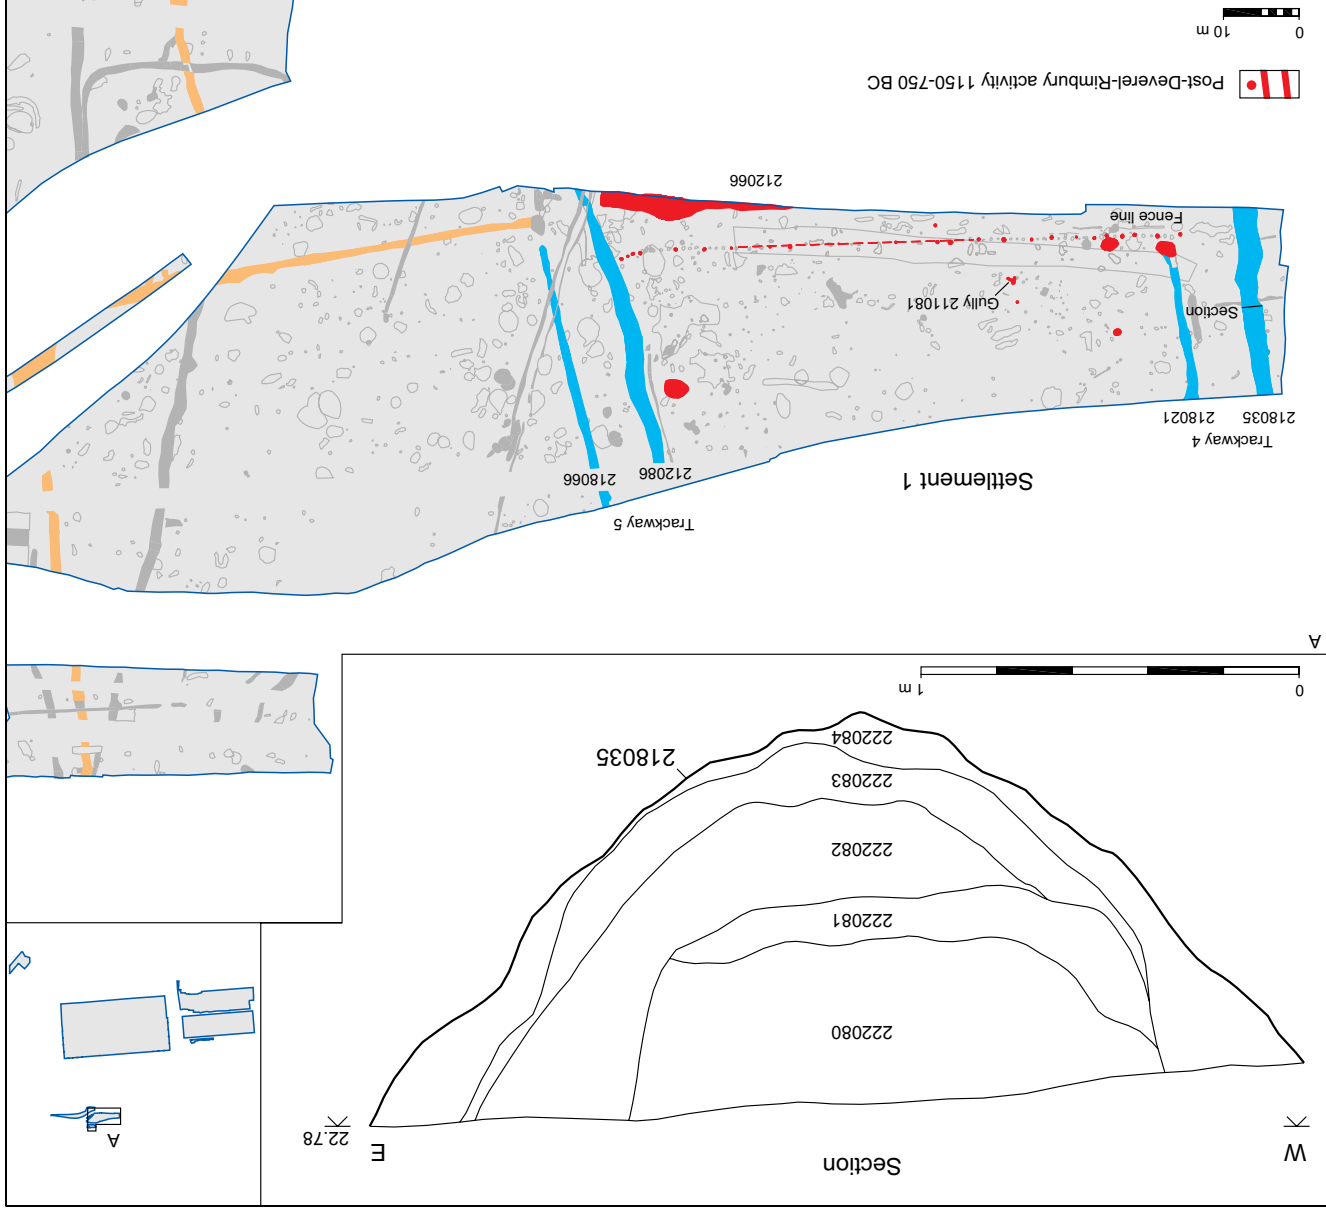 Section
W
E
22.78
222080
222081
222082
222083
222084
218035
0
1 m
A
A
Settlement 1
Trackway 4
218035
218021
Trackway 5
212086
218066
Section
Gully 211081
Fence line
212066
Post-Deverel-Rimbury activity 1150-750 BC
0
10 m